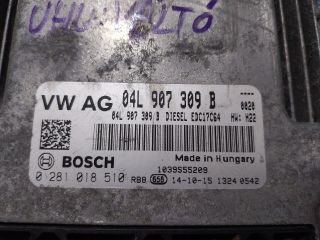 VW AG 04L 907 309 B ----
04L 907 309/B DIESEL EDC17C64 HW: H22 0020
BOSCH
1039S55209
Made in Hungary
0 281 018 510 RBB 656 14-10-15 1324 0542